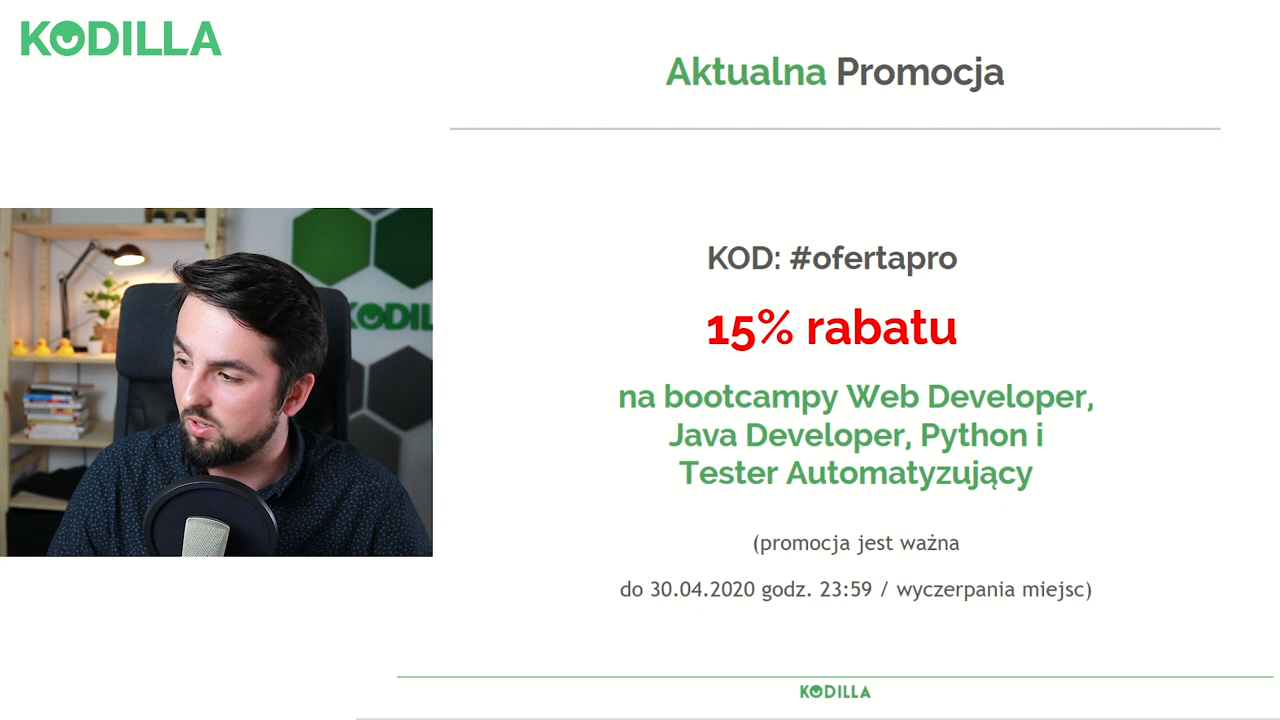 KODILLA
Aktualna Promocja
KODIL
KOD: #ofertapro
15% rabatu
na bootcampy Web Developer,
Java Developer, Python i
Tester Automatyzujący
(promocja jest ważna
do 30.04.2020 godz. 23:59 / wyczerpania miejsc)
KODILLA